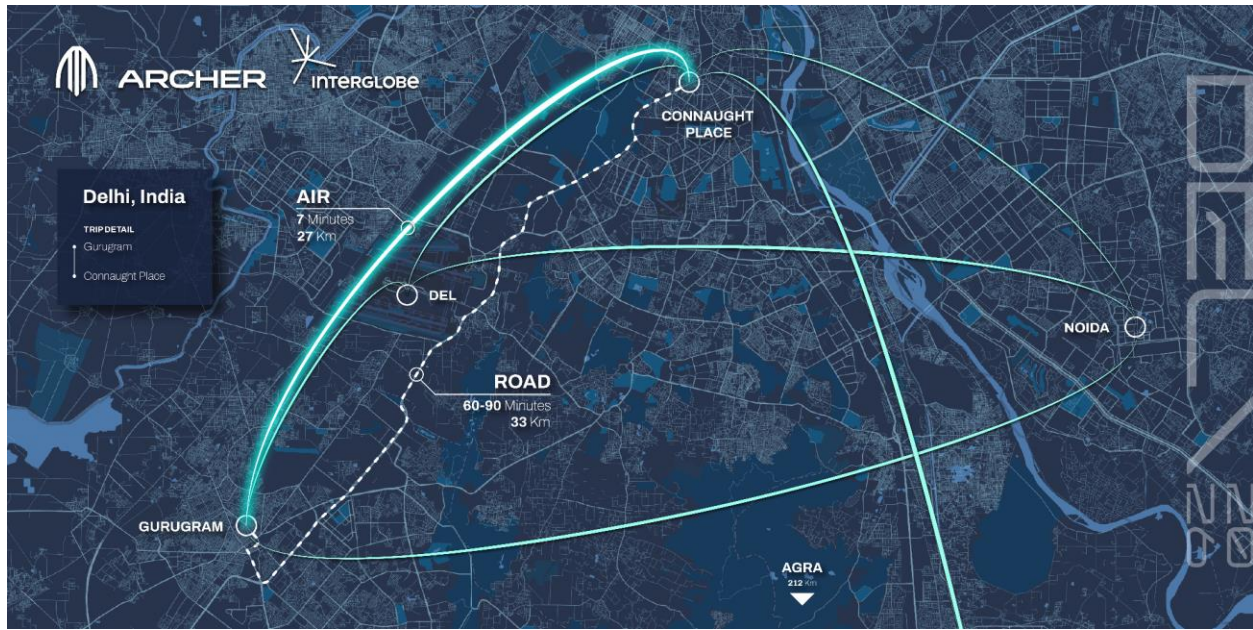 ARCHER
INTERGLOBE
Delhi, India
TRIP DETAIL
Gurugram
Connaught Place
AIR
7 Minutes
27 Km
CONNAUGHT
PLACE
DEL
NOIDA
ROAD
60-90 Minutes
33 Km
GURUGRAM
AGRA
212 Km